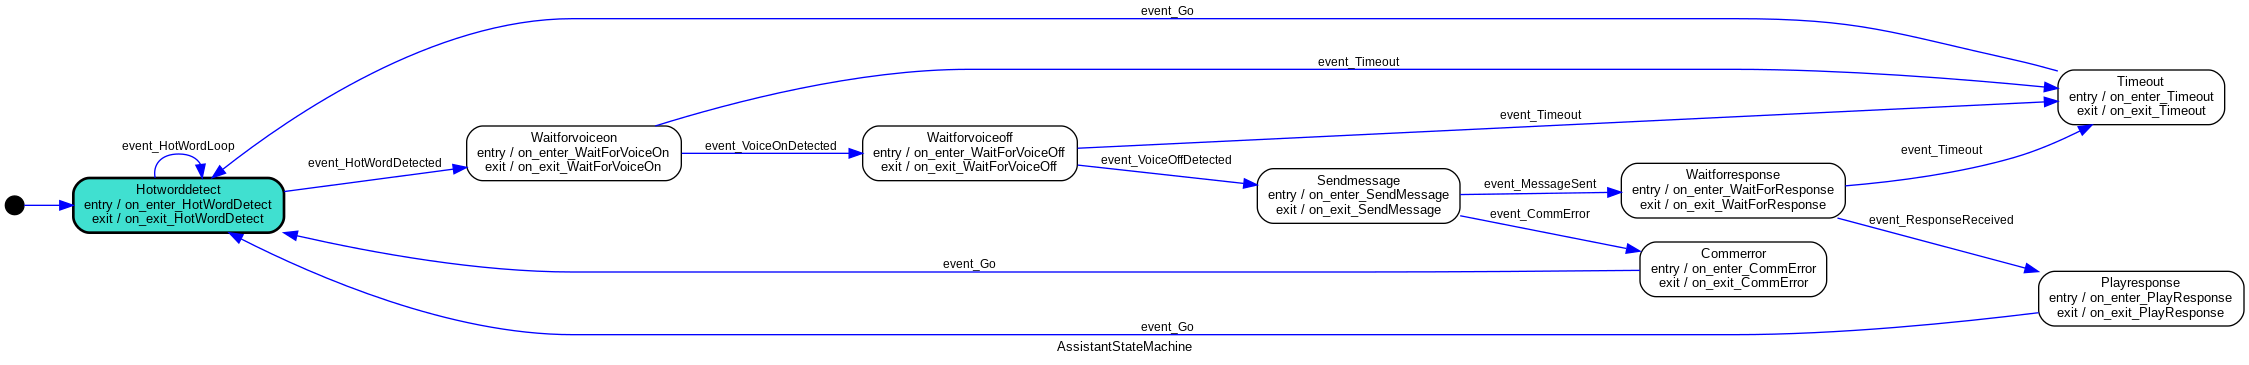 event_Go
event_Timeout
Timeout
entry / on_enter_Timeout
exit / on_exit_Timeout
event_HotWordLoop
event_HotWordDetected
Waitforvoiceon
entry / on_enter_WaitForVoiceOn
exit / on_exit_WaitForVoiceOn
event_VoiceOnDetected
Waitforvoiceoff
entry / on_enter_WaitForVoiceOff
exit / on_exit_WaitForVoiceOff
event_Timeout
event_VoiceOffDetected
Hotworddetect
entry / on_enter_HotWordDetect
exit / on_exit_HotWordDetect
Sendmessage
entry / on_enter_SendMessage
exit / on_exit_SendMessage
event_MessageSent
event_CommError
Waitforresponse
entry / on_enter_WaitForResponse
exit / on_exit_WaitForResponse
event_Timeout
event_ResponseReceived
event_Go
Commerror
entry / on_enter_CommError
exit / on_exit_CommError
Playresponse
entry / on_enter_PlayResponse
exit / on_exit_PlayResponse
event_Go
AssistantStateMachine